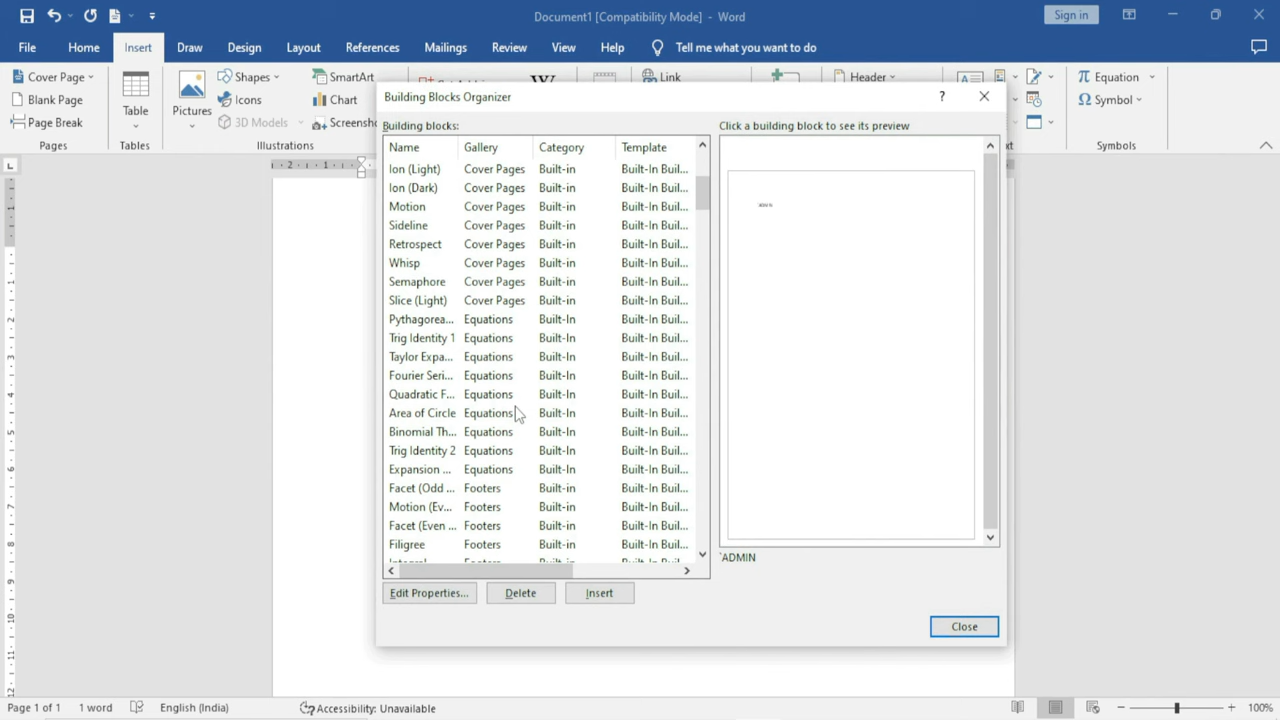 Document1 [Compatibility Mode] - Word
Sign in
File Home Insert Draw Design Layout References Mailings Review View Help Tell me what you want to do
Cover Page
Blank Page
Page Break
Pages
Table
Tables
Pictures
Shapes
Icons
3D Models
SmartArt
Chart
Screensho
Illustrations
W
Link
Header
Equation
Symbol
Symbols
Building Blocks Organizer
?
Building blocks:
Click a building block to see its preview
Name Gallery Category Template
Ion (Light) Cover Pages Built-in Built-In Buil...
Ion (Dark) Cover Pages Built-in Built-In Buil...
Motion Cover Pages Built-in Built-In Buil...
Sideline Cover Pages Built-in Built-In Buil...
Retrospect Cover Pages Built-in Built-In Buil...
Whisp Cover Pages Built-in Built-In Buil...
Semaphore Cover Pages Built-in Built-In Buil...
Slice (Light) Cover Pages Built-in Built-In Buil...
Pythagorea... Equations Built-In Built-In Buil...
Trig Identity 1 Equations Built-In Built-In Buil...
Taylor Expa... Equations Built-In Built-In Buil...
Fourier Seri... Equations Built-In Built-In Buil...
Quadratic F... Equations Built-In Built-In Buil...
Area of Circle Equations Built-In Built-In Buil...
Binomial Th... Equations Built-In Built-In Buil...
Trig Identity 2 Equations Built-In Built-In Buil...
Expansion ... Equations Built-In Built-In Buil...
Facet (Odd ... Footers Built-in Built-In Buil...
Motion (Ev... Footers Built-in Built-In Buil...
Facet (Even ... Footers Built-in Built-In Buil...
Filigree Footers Built-in Built-In Buil...
`ADMIN
Edit Properties... Delete Insert
Close
Page 1 of 1 1 word English (India) Accessibility: Unavailable 100%